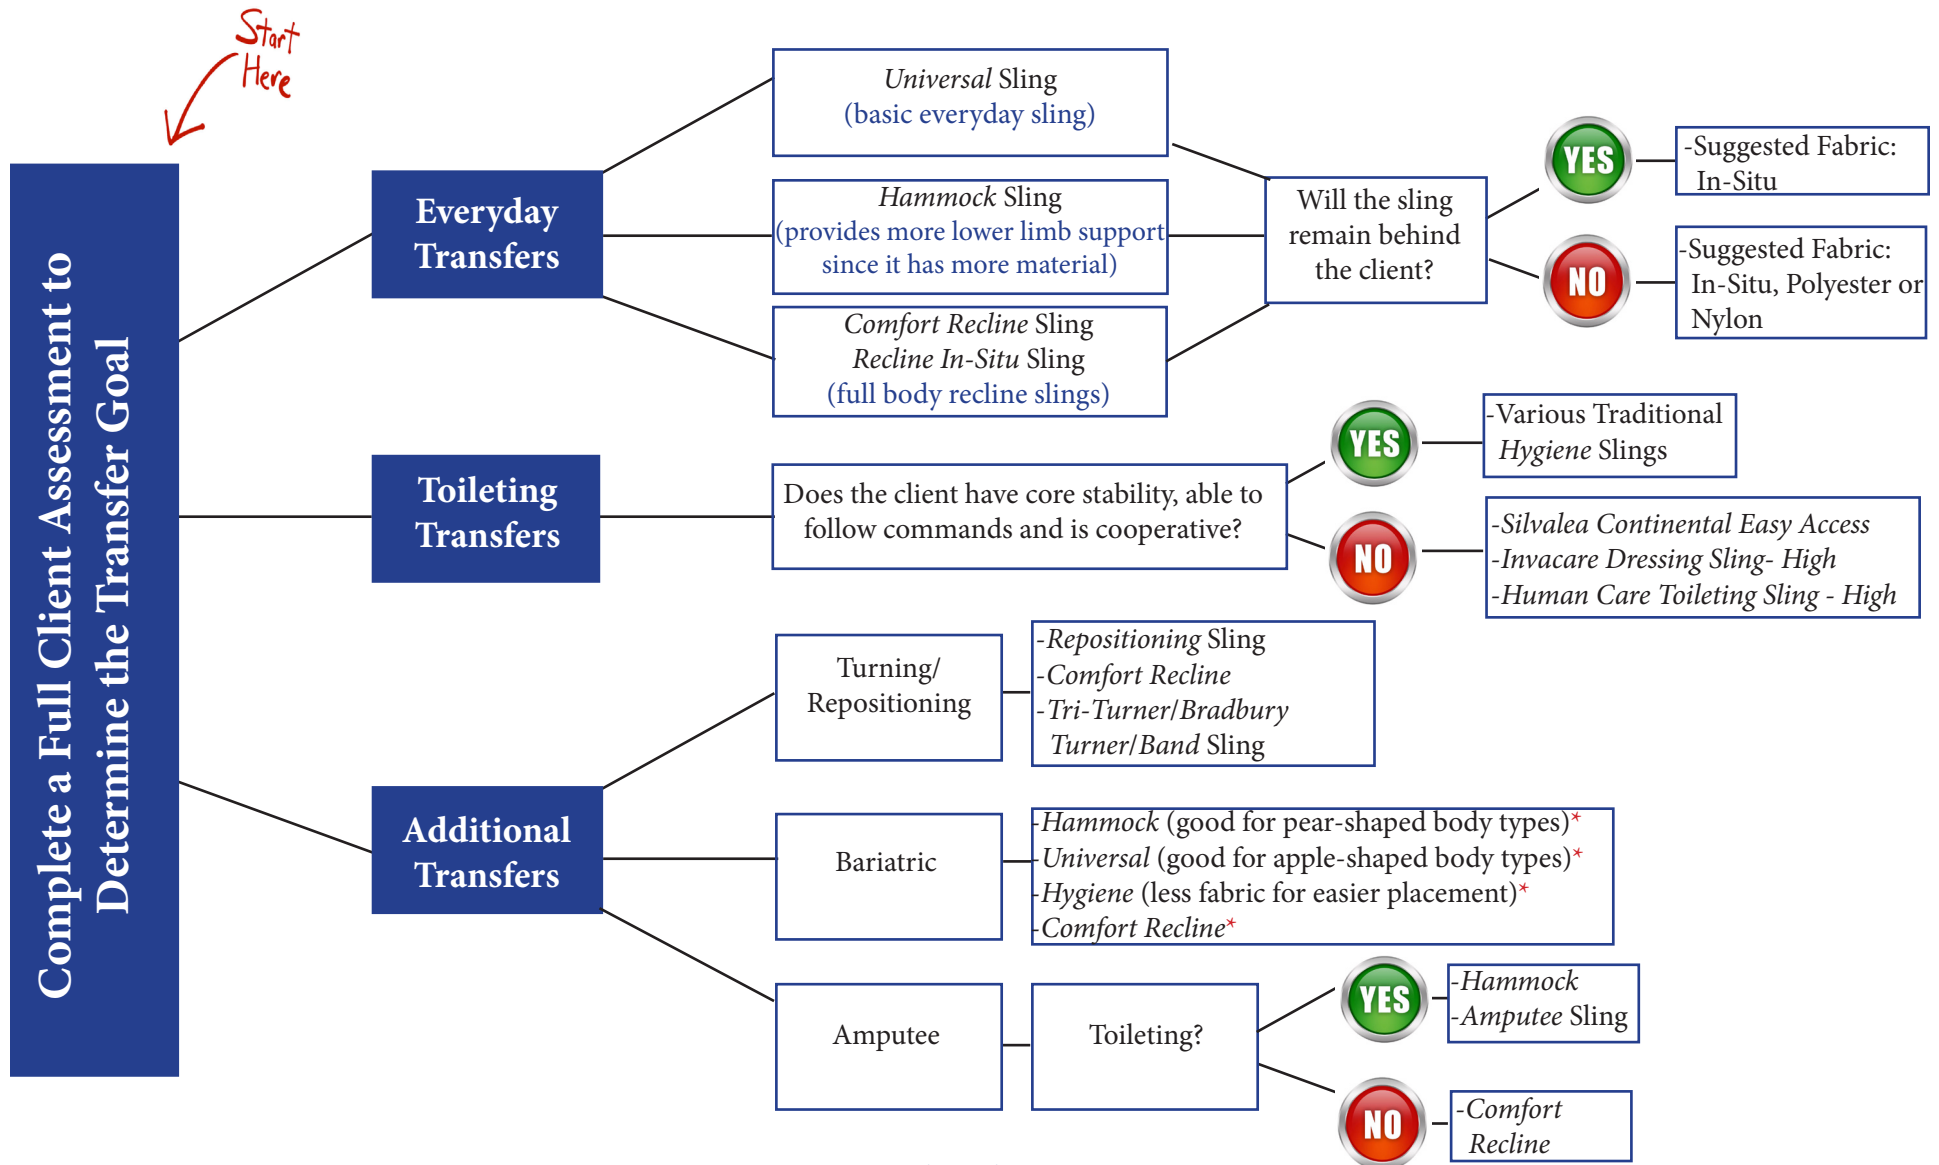 Start
Here
Complete a Full Client Assessment to
Determine the Transfer Goal
Everyday
Transfers
Universal Sling
(basic everyday sling)
Hammock Sling
(provides more lower limb support
since it has more material)
Comfort Recline Sling
Recline In-Situ Sling
(full body recline slings)
Will the sling
remain behind
the client?
YES
-Suggested Fabric:
In-Situ
NO
-Suggested Fabric:
In-Situ, Polyester or
Nylon
Toileting
Transfers
Does the client have core stability, able to
follow commands and is cooperative?
YES
-Various Traditional
Hygiene Slings
NO
-Silvalea Continental Easy Access
-Invacare Dressing Sling- High
-Human Care Toileting Sling - High
Additional
Transfers
Turning/
Repositioning
-Repositioning Sling
-Comfort Recline
-Tri-Turner/Bradbury
Turner/Band Sling
Bariatric
-Hammock (good for pear-shaped body types)*
-Universal (good for apple-shaped body types)*
-Hygiene (less fabric for easier placement)*
-Comfort Recline*
Amputee
Toileting?
YES
-Hammock
-Amputee Sling
NO
-Comfort
Recline